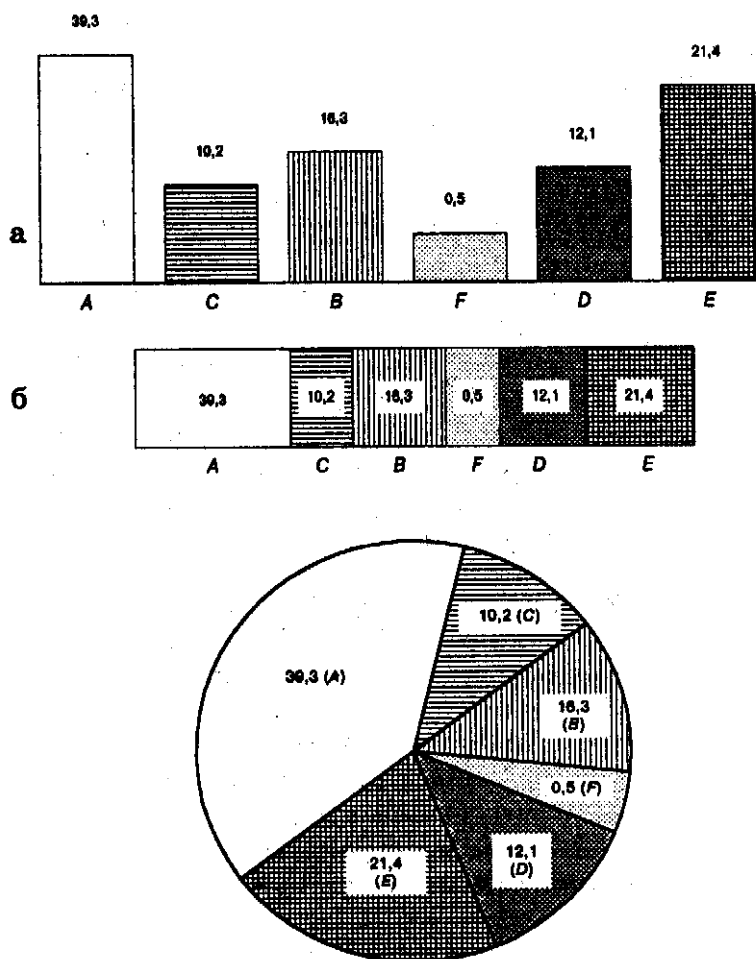 39,3
10,2
16,3
0,5
12,1
21,4
а
A C B F D E
б
39,3 10,2 16,3 0,5 12,1 21,4
A C B F D E
10,2 (C)
39,3 (A)
16,3
(B)
0,5 (F)
12,1
(D)
21,4
(E)